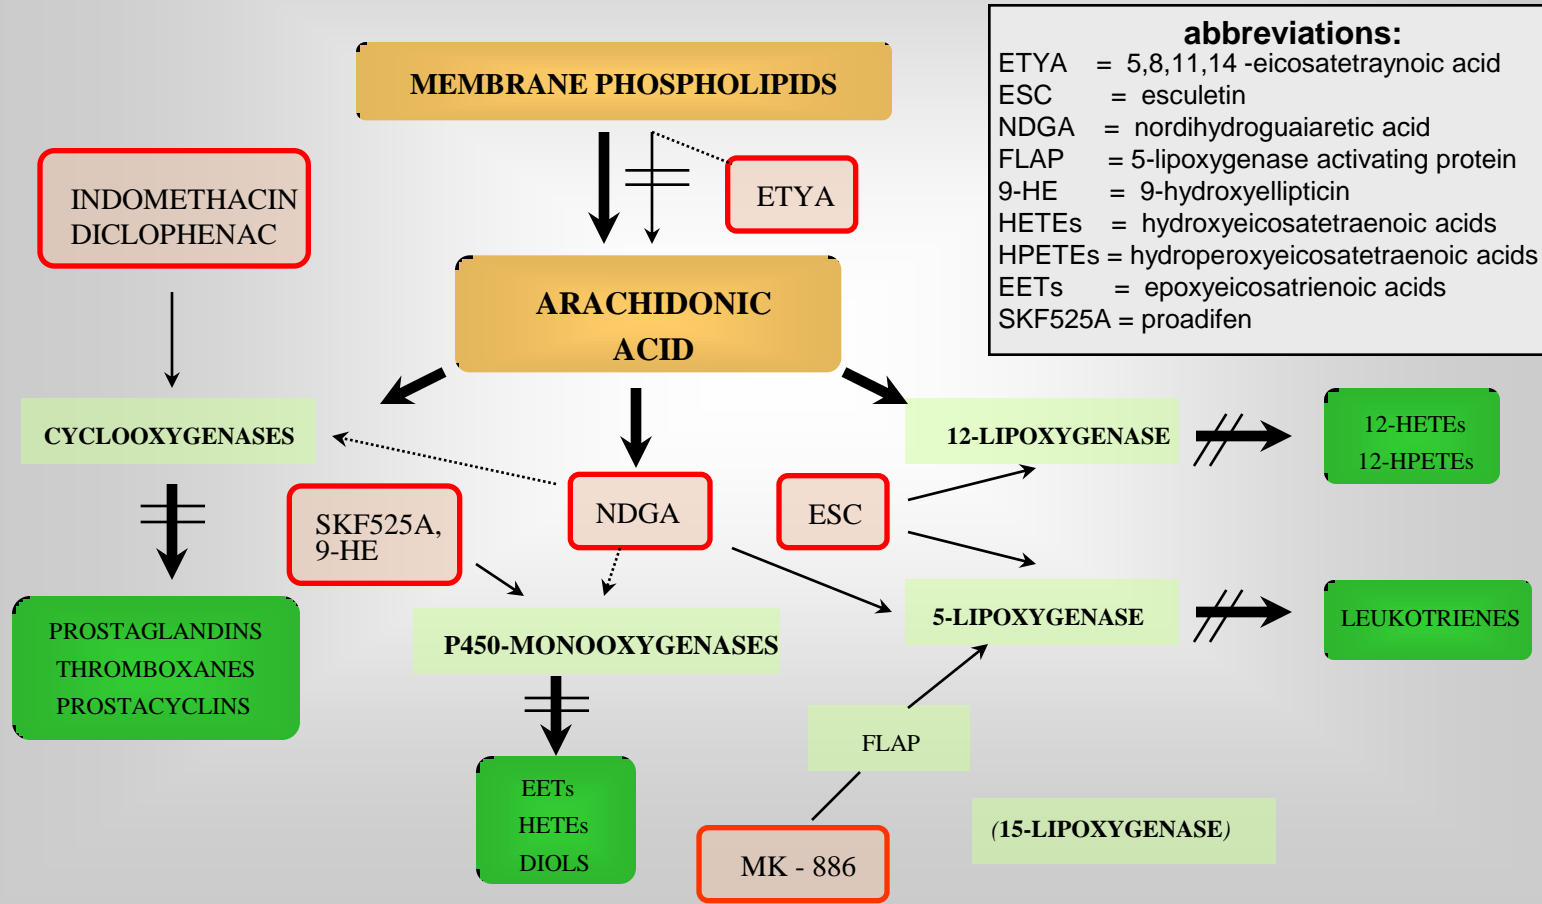 abbreviations:
ETYA = 5,8,11,14 -eicosatetraynoic acid
ESC = esculetin
NDGA = nordihydroguaiaretic acid
FLAP = 5-lipoxygenase activating protein
9-HE = 9-hydroxyellipticin
HETEs = hydroxyeicosatetraenoic acids
HPETEs = hydroperoxyeicosatetraenoic acids
EETs = epoxyeicosatrienoic acids
SKF525A = proadifen
MEMBRANE PHOSPHOLIPIDS
INDOMETHACIN
DICLOPHENAC
ETYA
ARACHIDONIC
ACID
CYCLOOXYGENASES
12-LIPOXYGENASE
12-HETEs
12-HPETEs
SKF525A,
9-HE
NDGA
ESC
PROSTAGLANDINS
THROMBOXANES
PROSTACYCLINS
P450-MONOOXYGENASES
5-LIPOXYGENASE
LEUKOTRIENES
FLAP
EETs
HETEs
DIOLS
MK - 886
(15-LIPOXYGENASE)